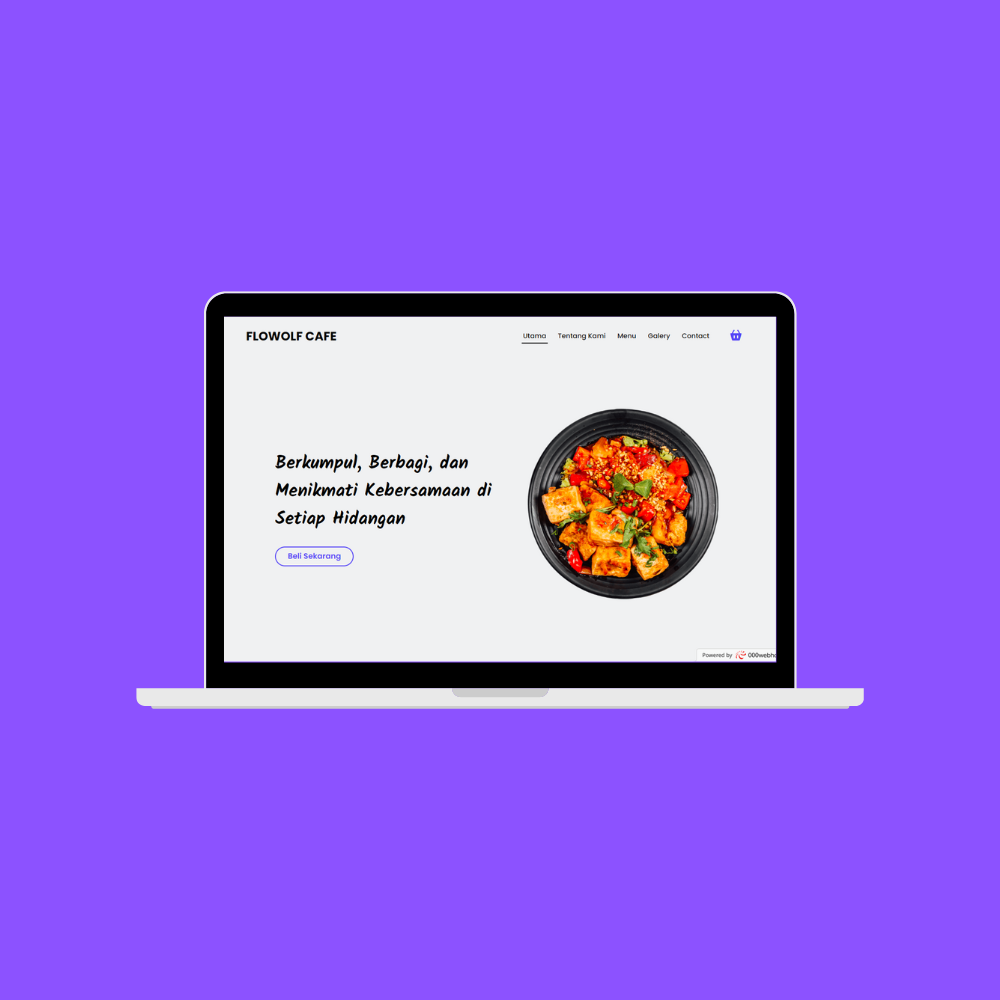 FLOWOLF CAFE
Utama Tentang Kami Menu Galery Contact
Berkumpul, Berbagi, dan
Menikmati Kebersamaan di
Setiap Hidangan
Beli Sekarang
Powered by 000webho